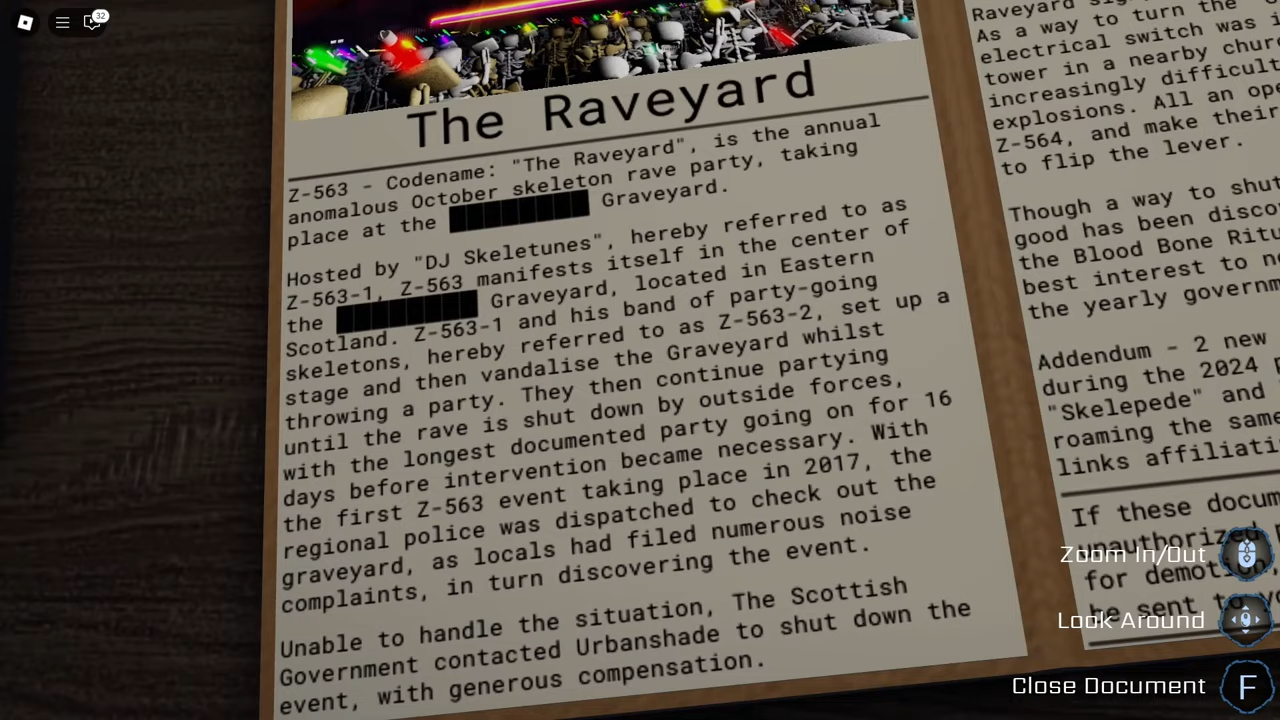 32
The Raveyard
Z-563 - Codename: "The Raveyard", is the annual
anomalous October skeleton rave party, taking
place at the Graveyard.
Hosted by "DJ Skeletunes", hereby referred to as
Z-563-1, Z-563 manifests itself in the center of
the Graveyard, located in Eastern
Scotland. Z-563-1 and his band of party-going
skeletons, hereby referred to as Z-563-2, set up a
stage and then vandalise the Graveyard whilst
throwing a party. They then continue partying
until the rave is shut down by outside forces,
with the longest documented party going on for 16
days before intervention became necessary. With
the first Z-563 event taking place in 2017, the
regional police was dispatched to check out the
graveyard, as locals had filed numerous noise
complaints, in turn discovering the event.
Unable to handle the situation, The Scottish
Government contacted Urbanshade to shut down the
event, with generous compensation.
Raveyard
As a way to turn the
electrical switch was
tower in a nearby
increasingly difficult
explosions. All an
Z-564, and make their
to flip the lever.
Though a way to shut
good has been
the Blood Bone
best interest to
the yearly
Addendum - 2 new
during the 2024
"Skelepede" and
roaming the same
links
If these
unauthorized
for
be sent to
Zoom In/Out
Look Around
Close Document F